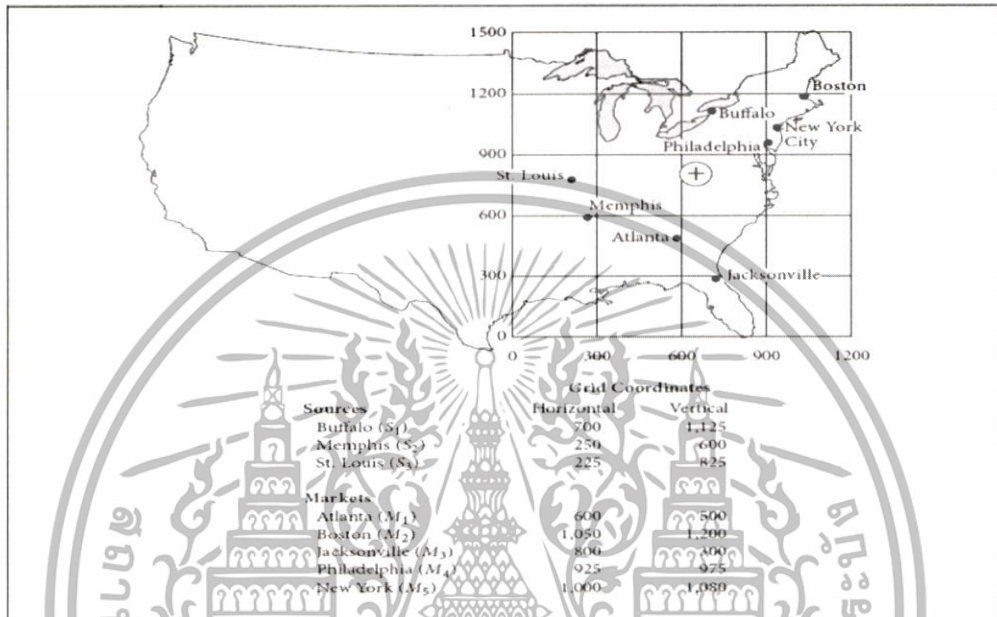 1500
1200
Boston
Buffalo
New York
City
Philadelphia
900
St. Louis
Memphis
600
Atlanta
300
Jacksonville
0
0 300 600 900 1200
Grid Coordinates
Sources Horizontal Vertical
Buffalo (S1) 700 1,125
Memphis (S2) 250 600
St. Louis (S3) 225 825
Markets
Atlanta (M1) 600 500
Boston (M2) 1,050 1,200
Jacksonville (M3) 800 300
Philadelphia (M4) 925 975
New York (M5) 1,000 1,080